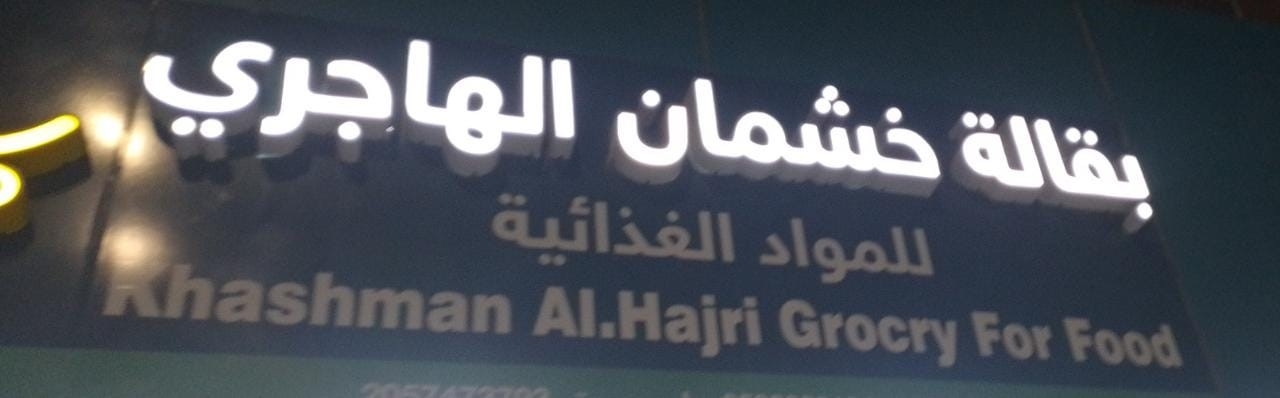 بقالة خشمان الهاجري
للمواد الغذائية
Khashman Al.Hajri Grocry For Food